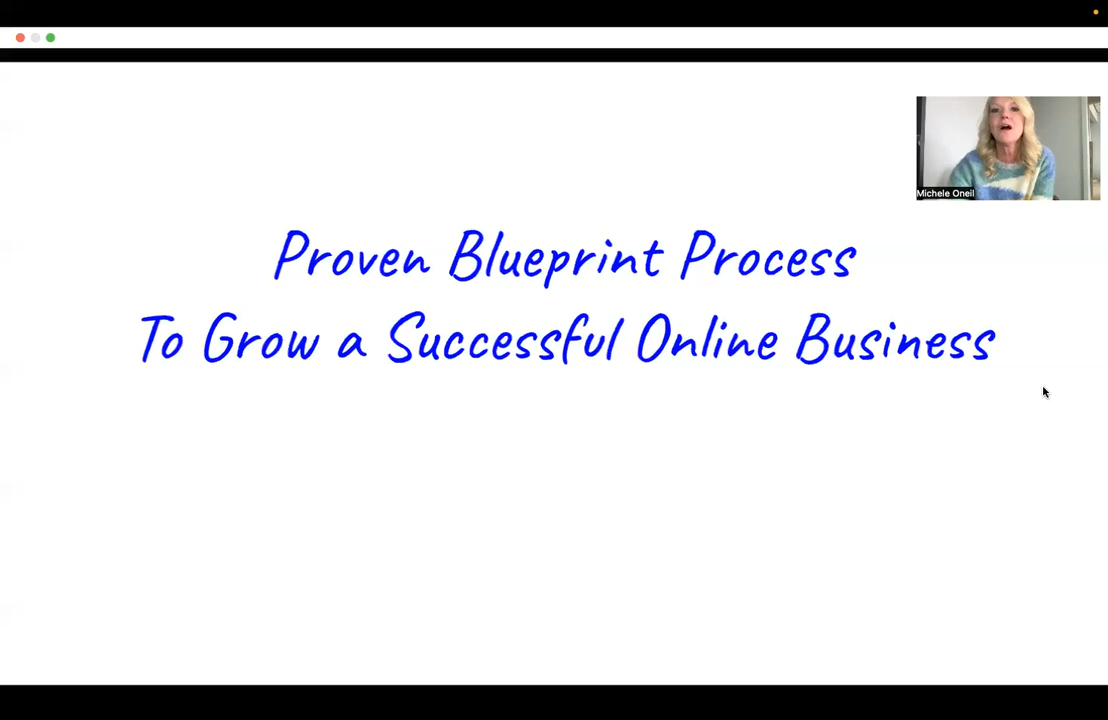 Michele Oneil
Proven Blueprint Process
To Grow a Successful Online Business